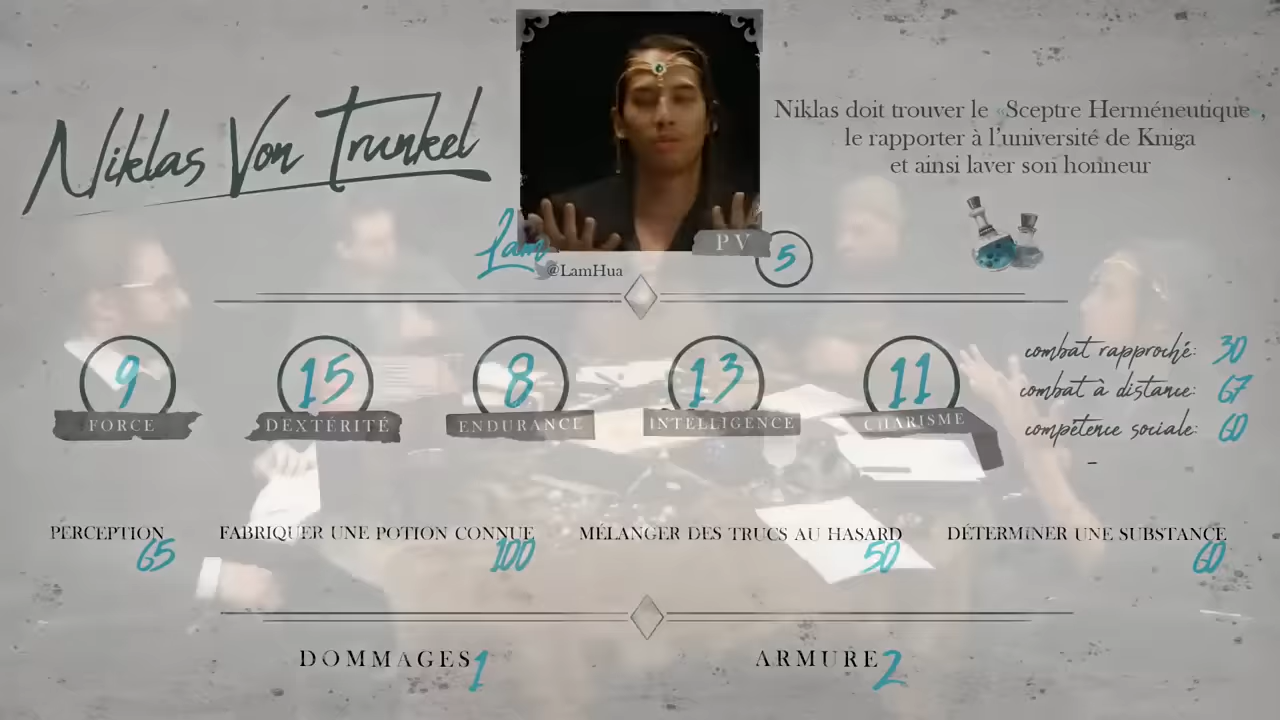 Niklas Von Trunkel
Niklas doit trouver le «Sceptre Herméneutique»,
le rapporter à l'université de Kniga
et ainsi laver son honneur
Lam
@LamHua
PV 5
9
FORCE
15
DEXTÉRITÉ
8
ENDURANCE
13
INTELLIGENCE
11
CHARISME
combat rapproché: 30
combat à distance: 67
compétence sociale: 60
-
PERCEPTION
65
FABRIQUER UNE POTION CONNUE
100
MÉLANGER DES TRUCS AU HASARD
50
DÉTERMINER UNE SUBSTANCE
60
DOMMAGES 1
ARMURE 2